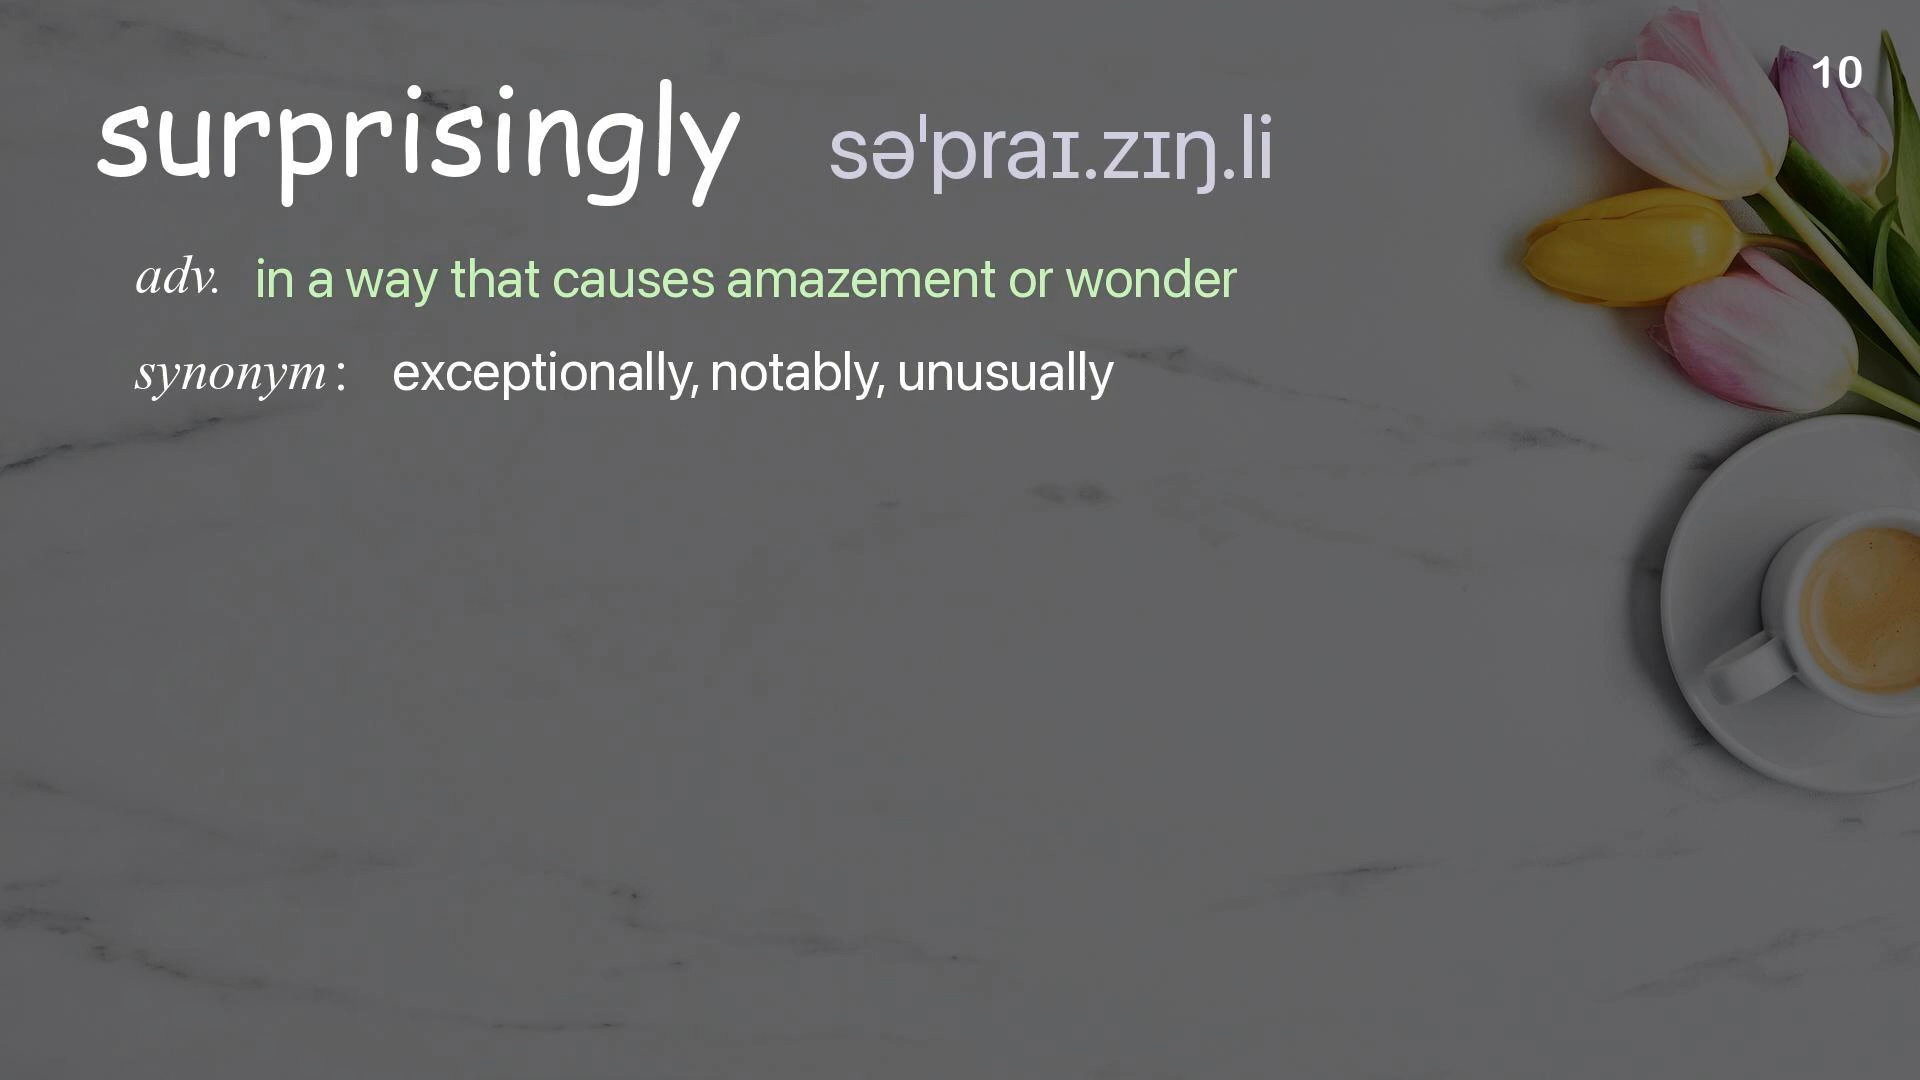 10
surprisingly səˈpraɪ.zɪŋ.li
adv. in a way that causes amazement or wonder
synonym : exceptionally, notably, unusually